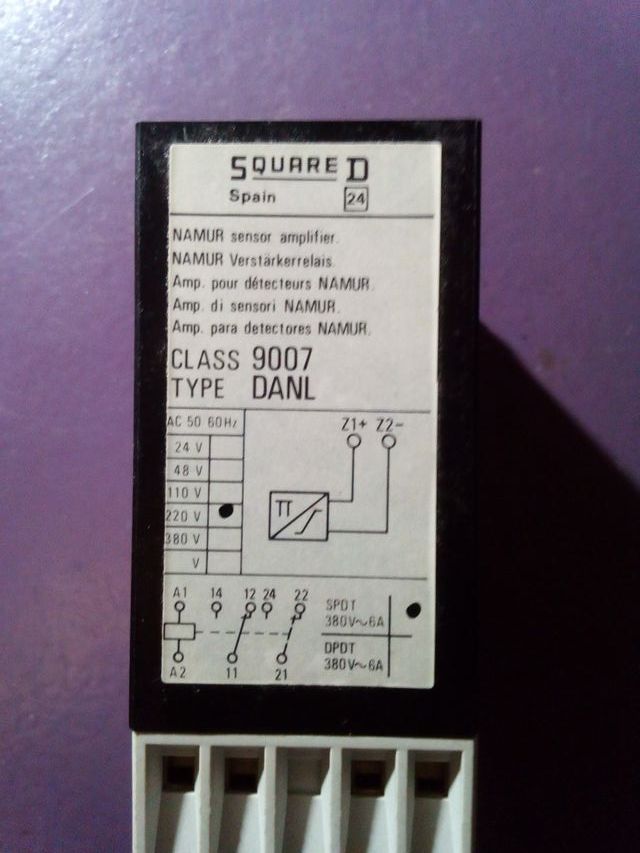 SQUARE D
Spain 24
NAMUR sensor amplifier.
NAMUR Verstärkerrelais.
Amp. pour détecteurs NAMUR.
Amp. di sensori NAMUR.
Amp. para detectores NAMUR.
CLASS 9007
TYPE DANL
AC 50 60Hz
24 V
48 V
110 V
220 V
380 V
V
Z1+ Z2-
π
A1 14 12 24 22
A2 11 21
SPDT
380V~6A
DPDT
380V~6A